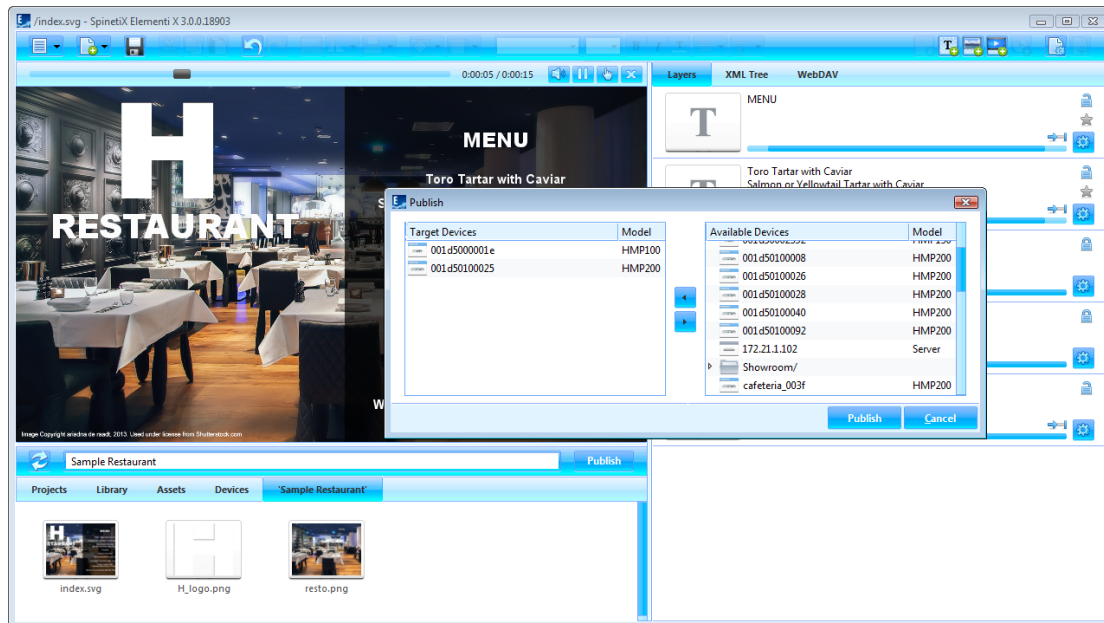 /index.svg - SpinetiX Elementi X 3.0.0.18903
0:00:05 / 0:00:15
Layers XML Tree WebDAV
H
RESTAURANT
MENU
Toro Tartar with Caviar
S
W
Image Copyright ariadna de raadt, 2013. Used under license from Shutterstock.com
T
MENU
Toro Tartar with Caviar
Salmon or Yellowtail Tartar with Caviar
Publish
Target Devices Model
001d5000001e HMP100
001d50100025 HMP200
Available Devices Model
001d50100008 HMP200
001d50100026 HMP200
001d50100028 HMP200
001d50100040 HMP200
001d50100092 HMP200
172.21.1.102 Server
Showroom/
cafeteria_003f HMP200
Publish Cancel
Sample Restaurant Publish
Projects Library Assets Devices 'Sample Restaurant'
index.svg H_logo.png resto.png